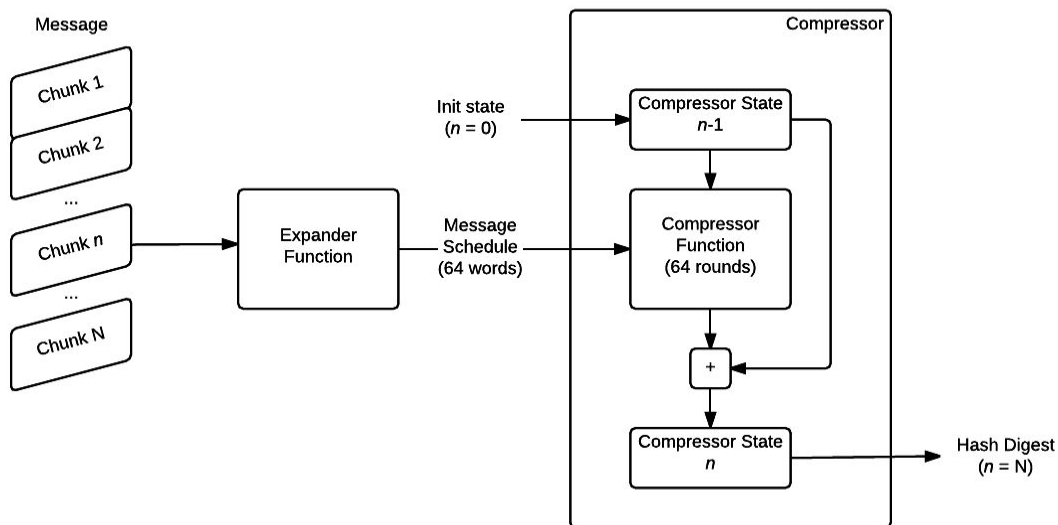 Message
Chunk 1
Chunk 2
...
Chunk n
...
Chunk N
Expander
Function
Message
Schedule
(64 words)
Init state
(n = 0)
Compressor
Compressor State
n-1
Compressor
Function
(64 rounds)
+
Compressor State
n
Hash Digest
(n = N)